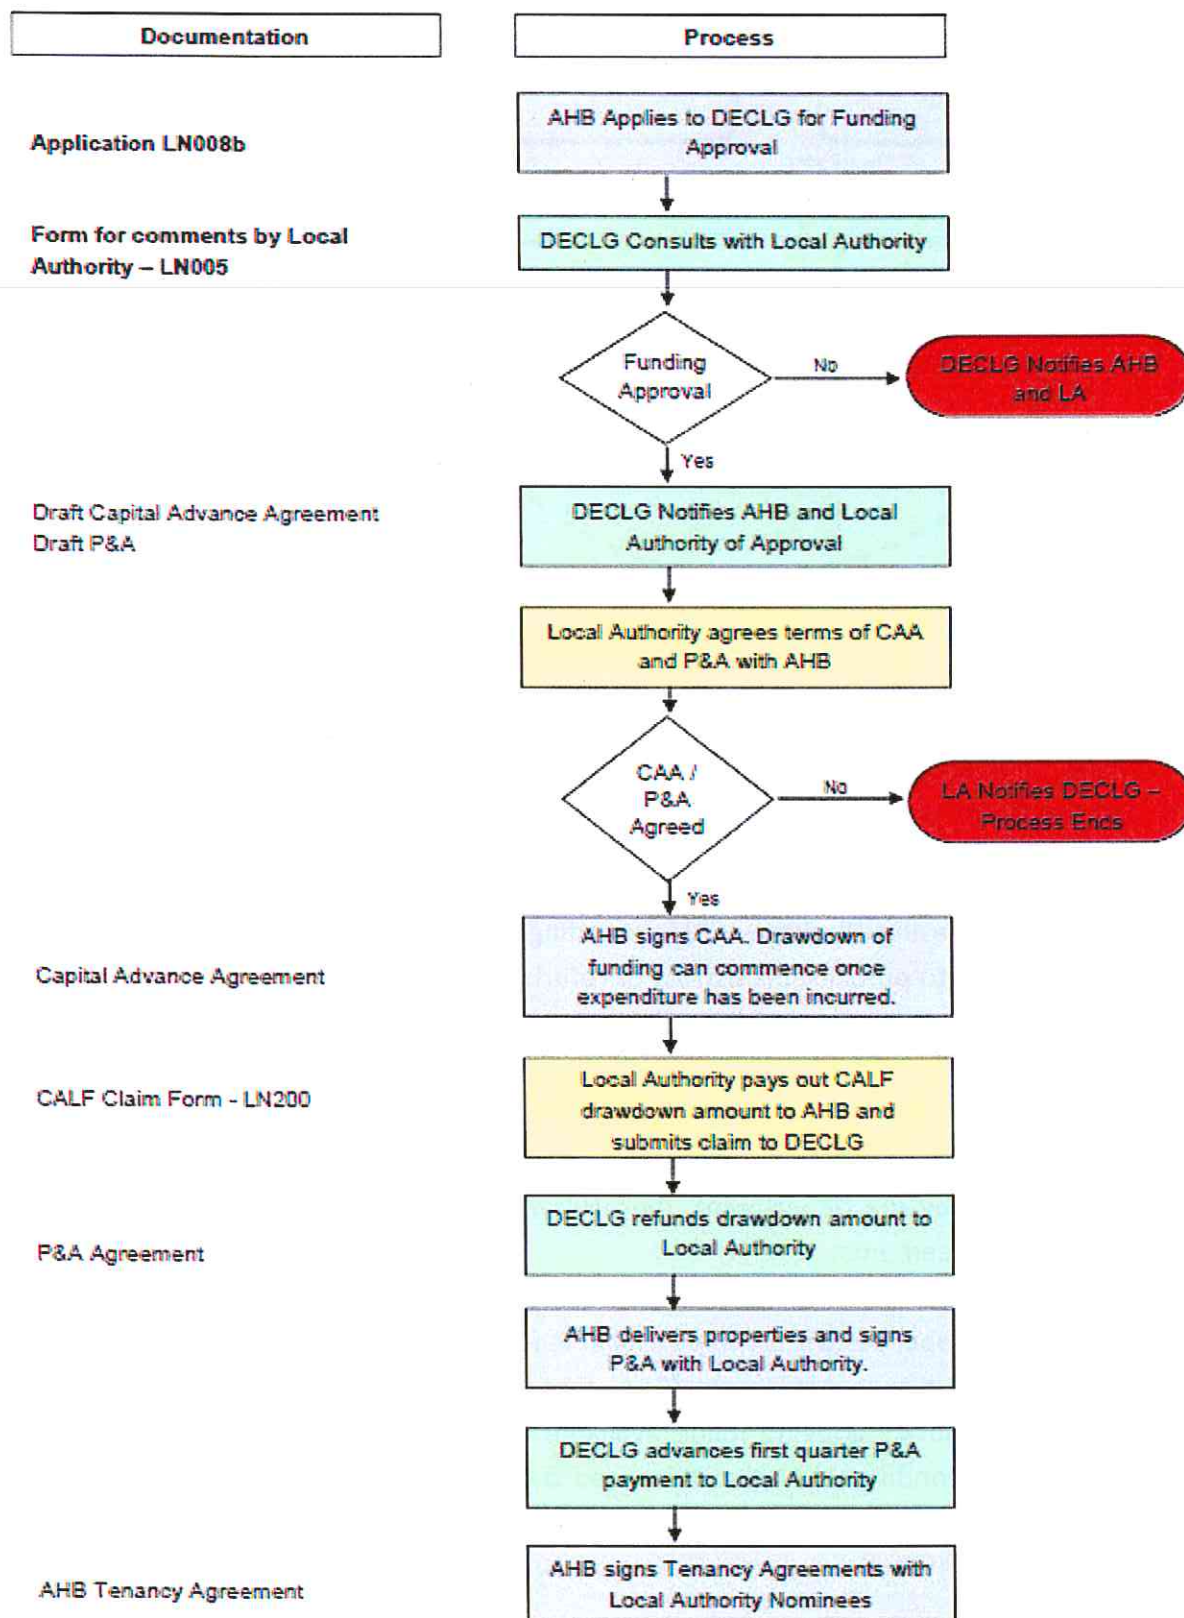 Documentation
Process
Application LN008b
AHB Applies to DECLG for Funding
Approval
Form for comments by Local
Authority – LN005
DECLG Consults with Local Authority
Funding
Approval
No
DECLG Notifies AHB
and LA
Yes
Draft Capital Advance Agreement
Draft P&A
DECLG Notifies AHB and Local
Authority of Approval
Local Authority agrees terms of CAA
and P&A with AHB
CAA /
P&A
Agreed
No
LA Notifies DECLG –
Process Ends
Yes
Capital Advance Agreement
AHB signs CAA. Drawdown of
funding can commence once
expenditure has been incurred.
CALF Claim Form - LN200
Local Authority pays out CALF
drawdown amount to AHB and
submits claim to DECLG
P&A Agreement
DECLG refunds drawdown amount to
Local Authority
AHB delivers properties and signs
P&A with Local Authority.
DECLG advances first quarter P&A
payment to Local Authority
AHB Tenancy Agreement
AHB signs Tenancy Agreements with
Local Authority Nominees